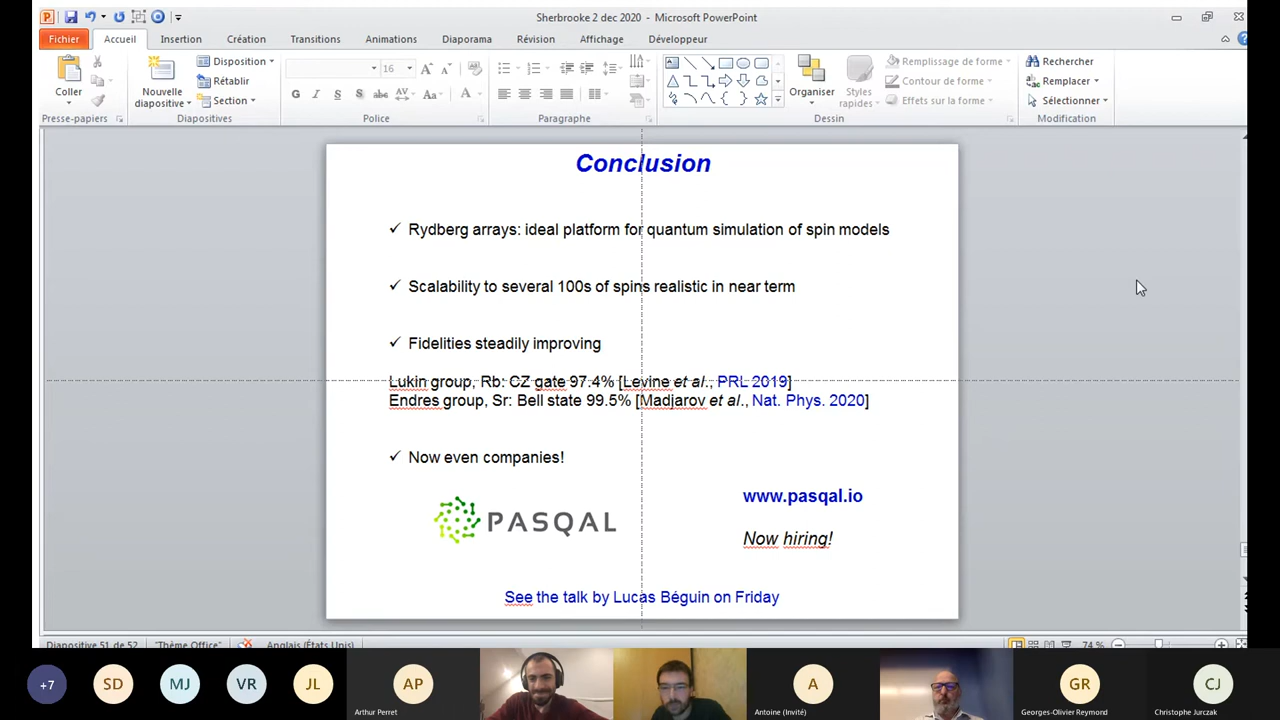 Sherbrooke 2 dec 2020 - Microsoft PowerPoint
Fichier Accueil Insertion Création Transitions Animations Diaporama Révision Affichage Développeur
Coller
Presse-papiers
Nouvelle diapositive
Disposition
Rétablir
Section
Diapositives
16
G I S S abc AV Aa A
Police
Paragraphe
Organiser
Styles rapides
Remplissage de forme
Contour de forme
Effets sur la forme
Dessin
Rechercher
Remplacer
Sélectionner
Modification
Conclusion
✓ Rydberg arrays: ideal platform for quantum simulation of spin models
✓ Scalability to several 100s of spins realistic in near term
✓ Fidelities steadily improving
Lukin group, Rb: CZ gate 97.4% [Levine et al., PRL 2019]
Endres group, Sr: Bell state 99.5% [Madjarov et al., Nat. Phys. 2020]
✓ Now even companies!
PASQAL
www.pasqal.io
Now hiring!
See the talk by Lucas Béguin on Friday
Diapositive 51 de 52 "Thème Office" Anglais (États Unis) 74 %
+7 SD MJ VR JL AP A GR CJ
Arthur Perret Antoine (Invité) Georges-Olivier Reymond Christophe Jurczak